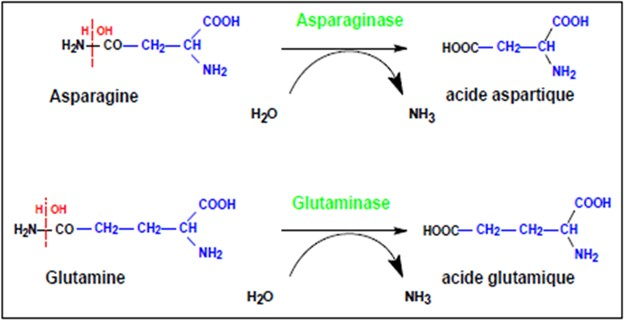 COOH
Asparaginase
COOH
H OH
H₂N CO CH2 CH HOOC CH2 CH
NH2 NH2
Asparagine acide aspartique
H₂O NH₃
COOH Glutaminase COOH
H OH
H₂N CO CH2 CH2 CH HOOC CH2 CH2 CH
NH2 NH2
Glutamine acide glutamique
H₂O NH₃